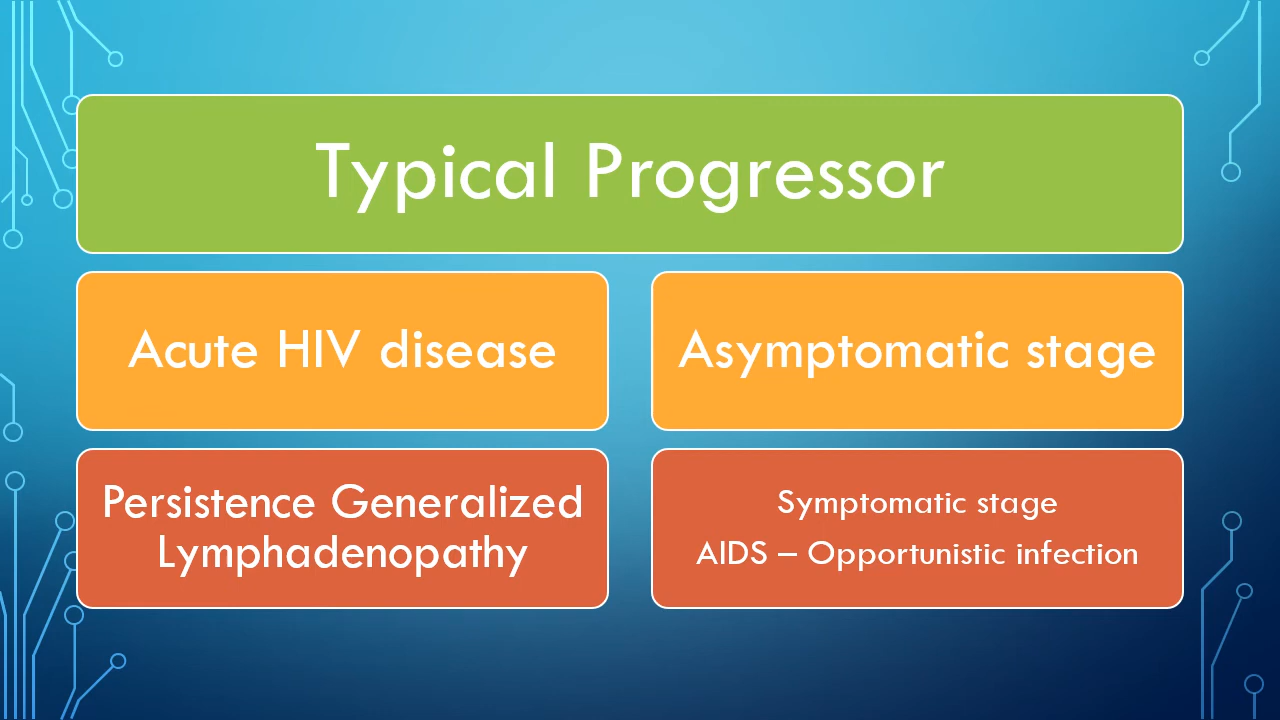 Typical Progressor
Acute HIV disease
Asymptomatic stage
Persistence Generalized
Lymphadenopathy
Symptomatic stage
AIDS – Opportunistic infection